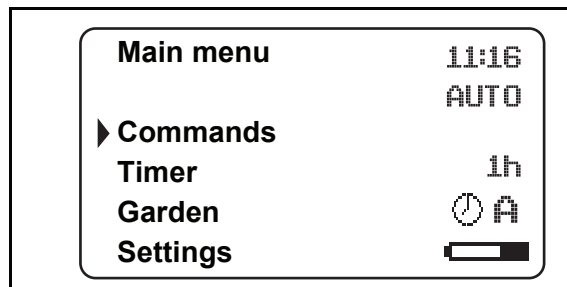 Main menu 11:16
AUTO
Commands
Timer 1h
Garden A
Settings